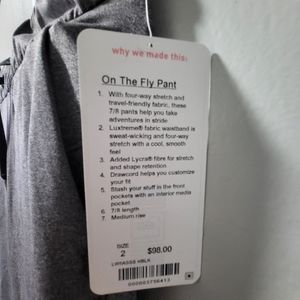 why we made this:
On The Fly Pant
1. With four-way stretch and
travel-friendly fabric, these
7/8 pants help you take
adventures in stride
2. Luxtreme® fabric waistband is
sweat-wicking and four-way
stretch with a cool, smooth
feel
3. Added Lycra® fibre for stretch
and shape retention
4. Drawcord helps you customize
your fit
5. Stash your stuff in the front
pockets with an interior media
pocket
6. 7/8 length
7. Medium rise
SIZE
2 $98.00